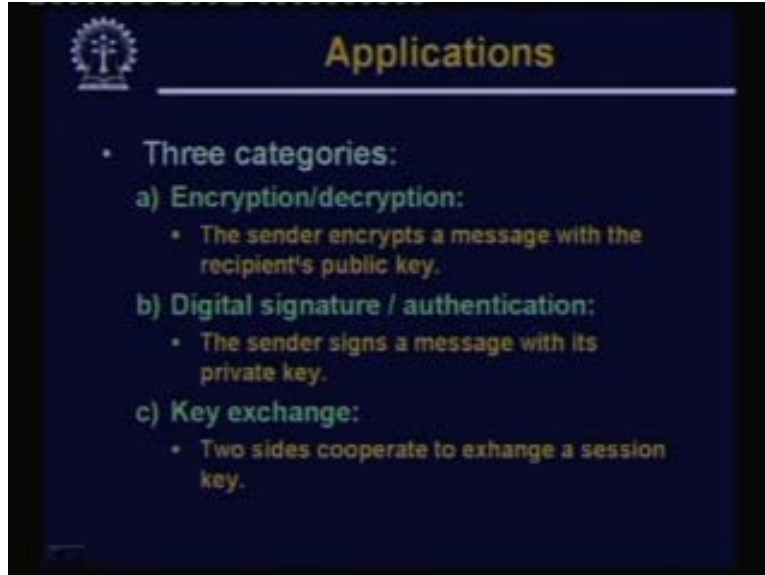 Applications
• Three categories:
a) Encryption/decryption:
• The sender encrypts a message with the
recipient's public key.
b) Digital signature / authentication:
• The sender signs a message with its
private key.
c) Key exchange:
• Two sides cooperate to exhange a session
key.